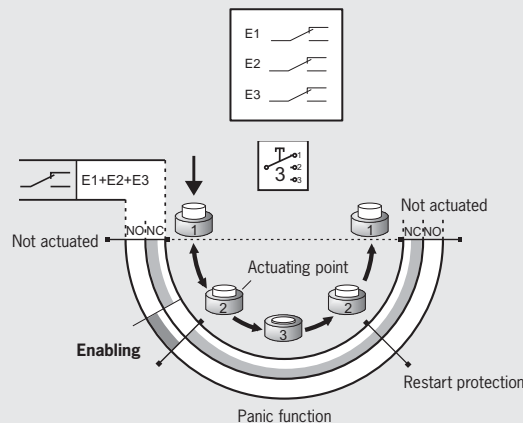 E1
E2
E3
1
3 2
3
E1+E2+E3
Not actuated
NO NC
1
1
NC NO
Not actuated
Actuating point
2
2
3
Enabling
Restart protection
Panic function